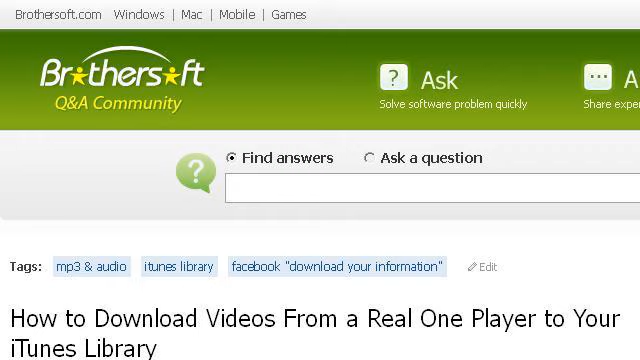 Brothersoft.com Windows | Mac | Mobile | Games
Brothersoft
Q&A Community
? Ask
Solve software problem quickly
... A
Share expe
?
Find answers
Ask a question
Tags: mp3 & audio itunes library facebook "download your information" Edit
How to Download Videos From a Real One Player to Your
iTunes Library